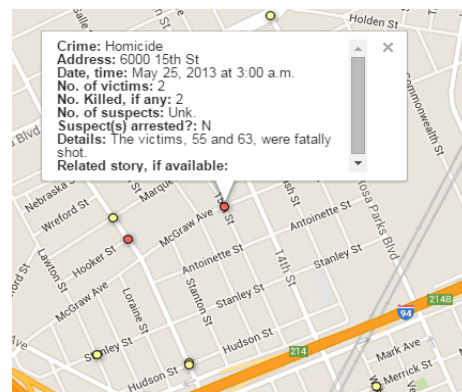 Holden St
Crime: Homicide
Address: 6000 15th St
Date, time: May 25, 2013 at 3:00 a.m.
No. of victims: 2
No. Killed, if any: 2
No. of suspects: Unk.
Suspect(s) arrested?: N
Details: The victims, 55 and 63, were fatally
shot.
Related story, if available:
×
Commonwealth St
Blvd
Nebraska St
Wreford St
McGraw Ave
Rosa Parks Blvd
Antoinette St
Hooker St
Lawton St
14th St
Antoinette St
Stanley St
Stanton St
Stanley St
McGraw Ave
Loraine St
214B
94
Hudson St
214
Stanley St
Mark Ave
Hudson St
Merrick St